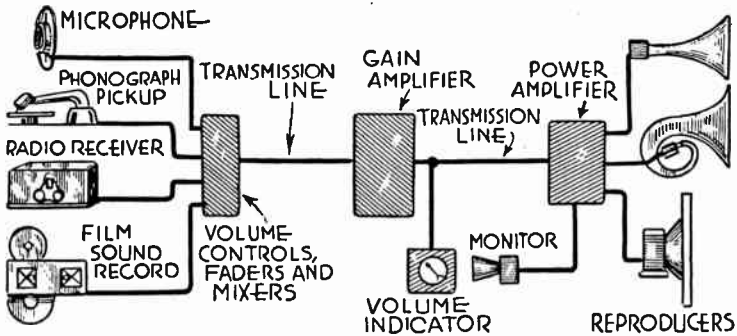 MICROPHONE
PHONOGRAPH
PICKUP
RADIO RECEIVER
FILM
SOUND
RECORD
TRANSMISSION
LINE
VOLUME
CONTROLS,
FADERS AND
MIXERS
GAIN
AMPLIFIER
TRANSMISSION
LINE
VOLUME
INDICATOR
MONITOR
POWER
AMPLIFIER
REPRODUCERS